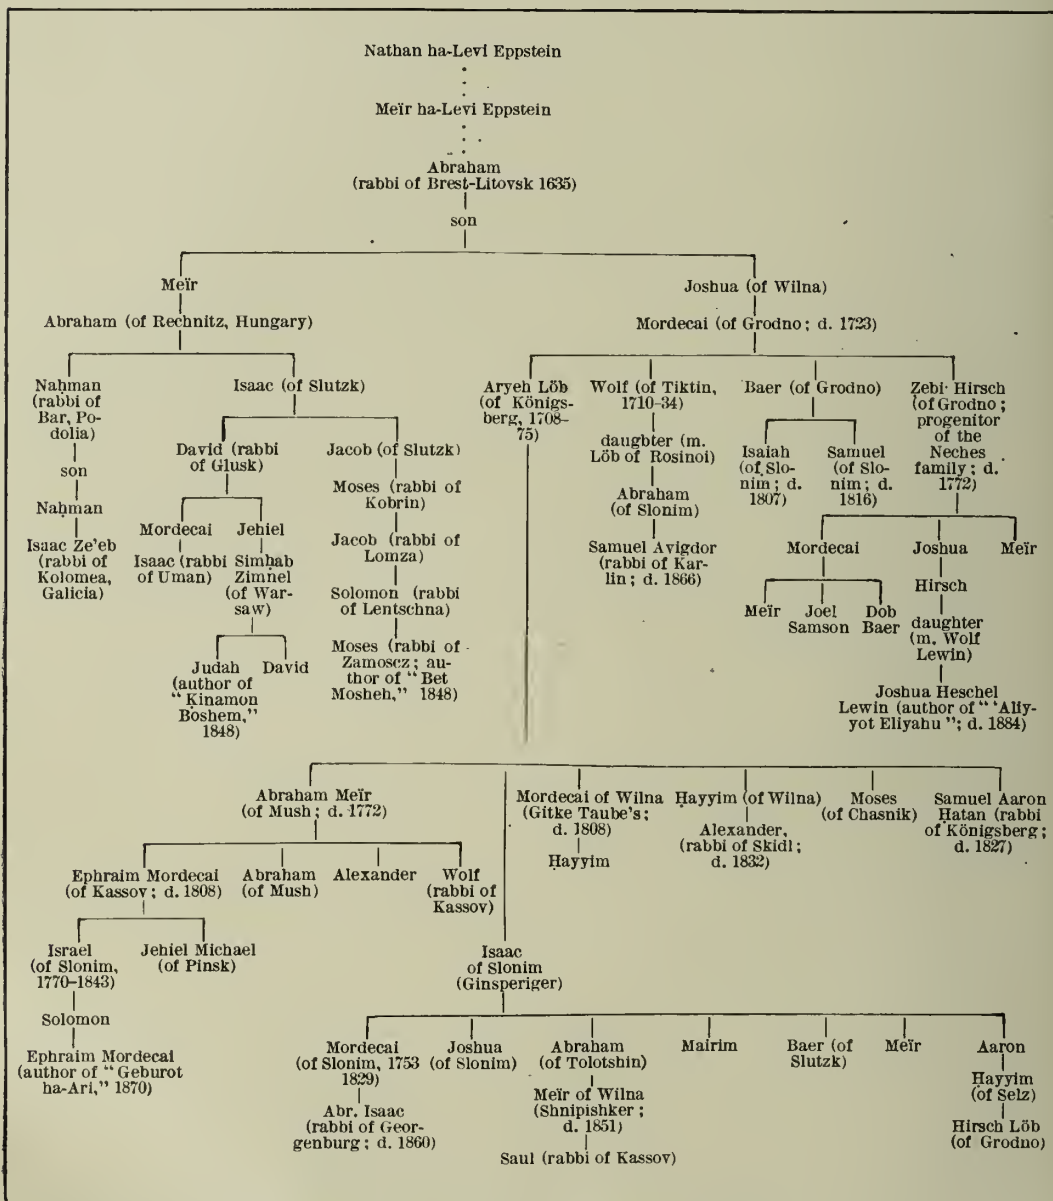 Nathan ha-Levi Eppstein
Meïr ha-Levi Eppstein
Abraham
(rabbi of Brest-Litovsk 1635)
son
Meïr
Abraham (of Rechnitz, Hungary)
Joshua (of Wilna)
Mordecai (of Grodno; d. 1723)
Naḥman
(rabbi of
Bar, Po-
dolia)
son
Naḥman
Isaac Ze'eb
(rabbi of
Kolomea,
Galicia)
Isaac (of Slutzk)
David (rabbi
of Glusk)
Mordecai
Isaac (rabbi
of Uman)
Jehiel
Simḥah
Zimnel
(of War-
saw)
Judah
(author of
"Kinamon
Boshem,"
1848)
David
Jacob (of Slutzk)
Moses (rabbi of
Kobrin)
Jacob (rabbi of
Lomza)
Solomon (rabbi
of Lentschna)
Moses (rabbi of
Zamoscz; au-
thor of "Bet
Mosheh," 1848)
Aryeh Löb
(of Königs-
berg, 1708-
75)
Wolf (of Tiktin,
1710-34)
daughter (m.
Löb of Rosinoi)
Abraham
(of Slonim)
Samuel Avigdor
(rabbi of Kar-
lin; d. 1866)
Baer (of Grodno)
Isaiah
(of Slo-
nim; d.
1807)
Samuel
(of Slo-
nim; d.
1816)
Zebi Hirsch
(of Grodno;
progenitor
of the
Neches
family; d.
1772)
Mordecai
Meïr
Joel
Samson
Dob
Baer
Joshua
Hirsch
daughter
(m. Wolf
Lewin)
Joshua Heschel
Lewin (author of "'Aliy-
yot Eliyahu"; d. 1884)
Meïr
Abraham Meïr
(of Mush; d. 1772)
Ephraim Mordecai
(of Kassov; d. 1808)
Israel
(of Slonim,
1770-1843)
Solomon
Ephraim Mordecai
(author of "Geburot
ha-Ari," 1870)
Jehiel Michael
(of Pinsk)
Abraham
(of Mush)
Alexander
Wolf
(rabbi of
Kassov)
Isaac
of Slonim
(Ginsperiger)
Mordecai
(of Slonim, 1753
1829)
Abr. Isaac
(rabbi of Geor-
genburg; d. 1860)
Joshua
(of Slonim)
Abraham
(of Tolotshin)
Meïr of Wilna
(Shnipishker;
d. 1851)
Saul (rabbi of Kassov)
Mairim
Baer (of
Slutzk)
Meïr
Aaron
Ḥayyim
(of Selz)
Hirsch Löb
(of Grodno)
Mordecai of Wilna
(Gitke Taube's;
d. 1808)
Ḥayyim
Ḥayyim (of Wilna)
Alexander,
(rabbi of Skidl;
d. 1832)
Moses
(of Chasnik)
Samuel Aaron
Ḥatan (rabbi
of Königsberg;
d. 1827)